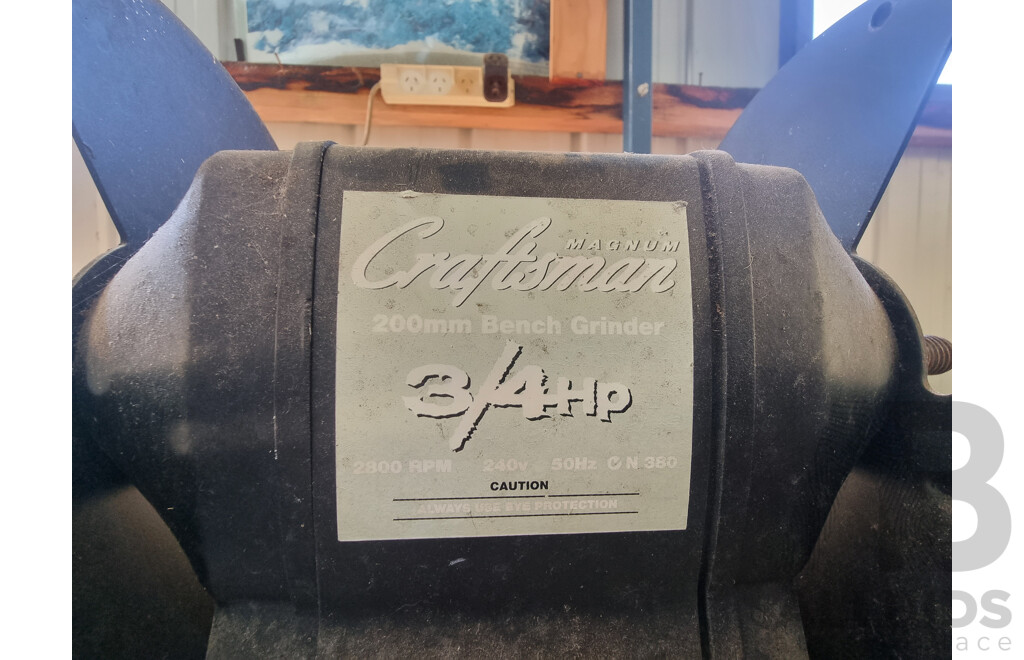 MAGNUM
Craftsman
200mm Bench Grinder
3/4HP
2800 RPM 240v 50Hz N 380
CAUTION
ALWAYS USE EYE PROTECTION